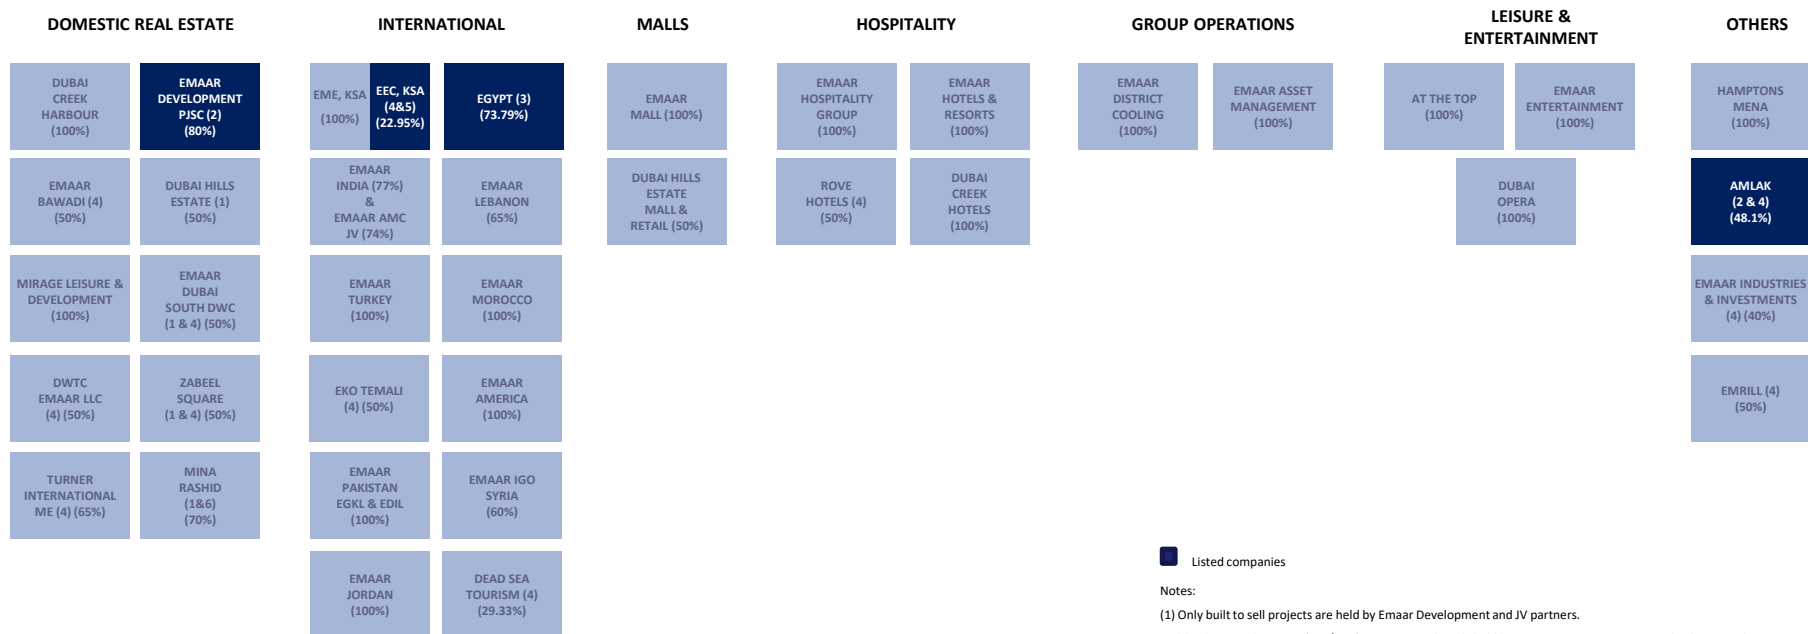 DOMESTIC REAL ESTATE
INTERNATIONAL
MALLS
HOSPITALITY
GROUP OPERATIONS
LEISURE &
ENTERTAINMENT
OTHERS
DUBAI
CREEK
HARBOUR
(100%)
EMAAR
DEVELOPMENT
PJSC (2)
(80%)
EMAAR
BAWADI (4)
(50%)
DUBAI HILLS
ESTATE (1)
(50%)
MIRAGE LEISURE &
DEVELOPMENT
(100%)
EMAAR
DUBAI
SOUTH DWC
(1 & 4) (50%)
DWTC
EMAAR LLC
(4) (50%)
ZABEEL
SQUARE
(1 & 4) (50%)
TURNER
INTERNATIONAL
ME (4) (65%)
MINA
RASHID
(1&6)
(70%)
EME, KSA
(100%)
EEC, KSA
(4&5)
(22.95%)
EGYPT (3)
(73.79%)
EMAAR
INDIA (77%)
&
EMAAR AMC
JV (74%)
EMAAR
LEBANON
(65%)
EMAAR
TURKEY
(100%)
EMAAR
MOROCCO
(100%)
EKO TEMALI
(4) (50%)
EMAAR
AMERICA
(100%)
EMAAR
PAKISTAN
EGKL & EDIL
(100%)
EMAAR IGO
SYRIA
(60%)
EMAAR
JORDAN
(100%)
DEAD SEA
TOURISM (4)
(29.33%)
EMAAR
MALL (100%)
DUBAI HILLS
ESTATE
MALL &
RETAIL (50%)
EMAAR
HOSPITALITY
GROUP
(100%)
EMAAR
HOTELS &
RESORTS
(100%)
ROVE
HOTELS (4)
(50%)
DUBAI
CREEK
HOTELS
(100%)
EMAAR
DISTRICT
COOLING
(100%)
EMAAR ASSET
MANAGEMENT
(100%)
AT THE TOP
(100%)
EMAAR
ENTERTAINMENT
(100%)
DUBAI
OPERA
(100%)
HAMPTONS
MENA
(100%)
AMLAK
(2 & 4)
(48.1%)
EMAAR INDUSTRIES
& INVESTMENTS
(4) (40%)
EMRILL (4)
(50%)
Listed companies
Notes:
(1) Only built to sell projects are held by Emaar Development and JV partners.